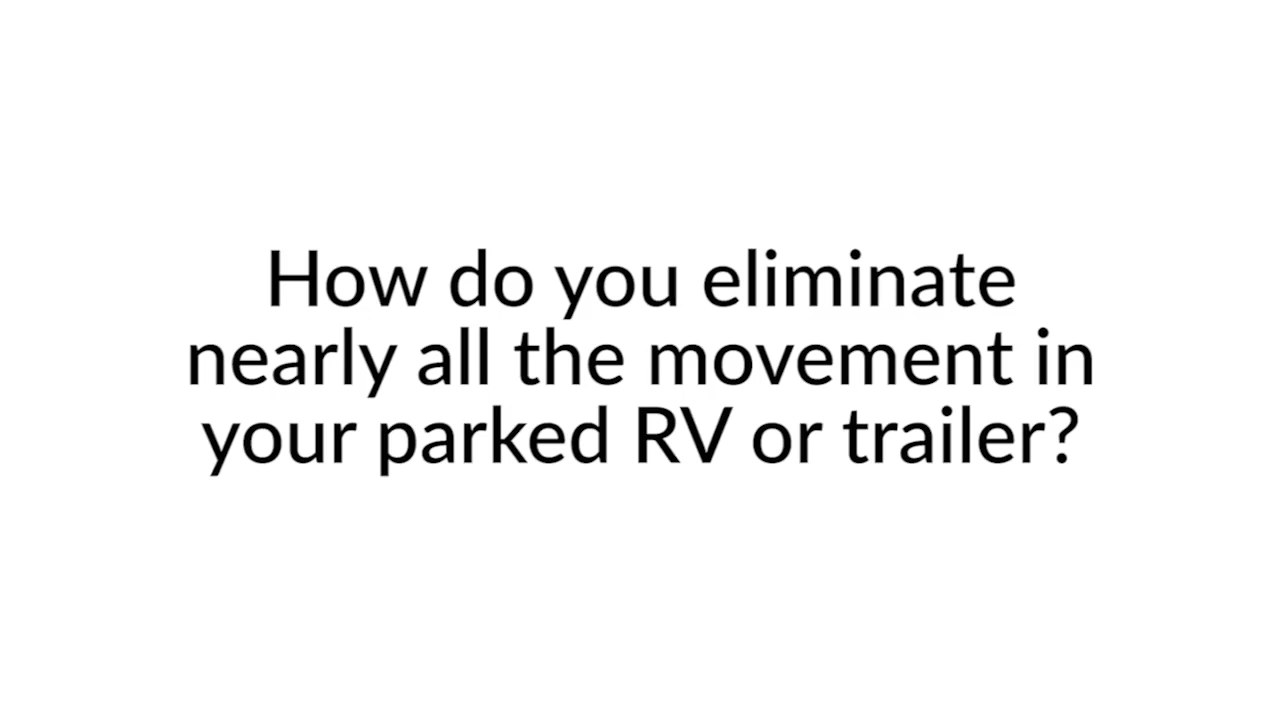 How do you eliminate
nearly all the movement in
your parked RV or trailer?